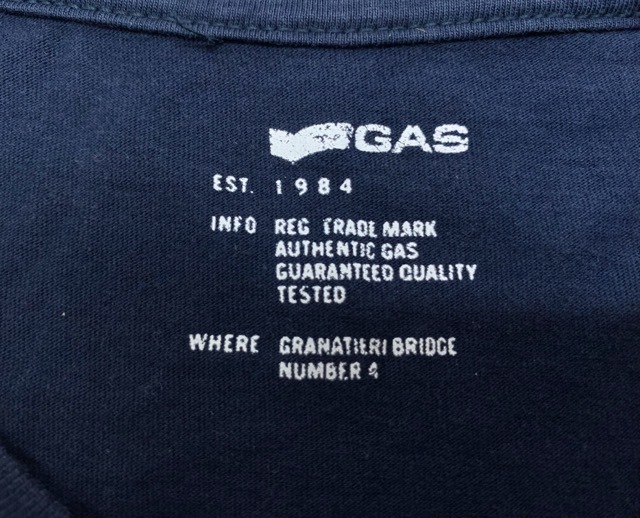 GAS
EST. 1984
INFO REG TRADE MARK
AUTHENTIC GAS
GUARANTEED QUALITY
TESTED
WHERE GRANATIERI BRIDGE
NUMBER 4